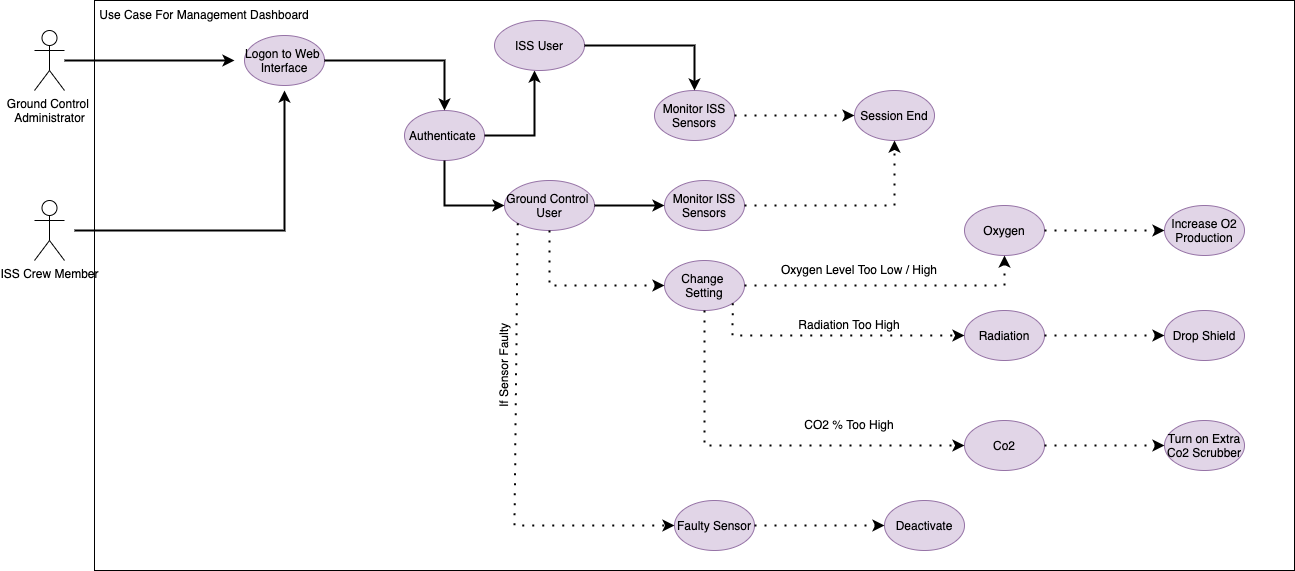 Use Case For Management Dashboard
Ground Control
Administrator
Logon to Web
Interface
ISS User
Authenticate
Monitor ISS
Sensors
Session End
ISS Crew Member
Ground Control
User
Monitor ISS
Sensors
Oxygen
Increase O2
Production
Change
Setting
Oxygen Level Too Low / High
Radiation Too High
Radiation
Drop Shield
If Sensor Faulty
CO2 % Too High
Co2
Turn on Extra
Co2 Scrubber
Faulty Sensor
Deactivate